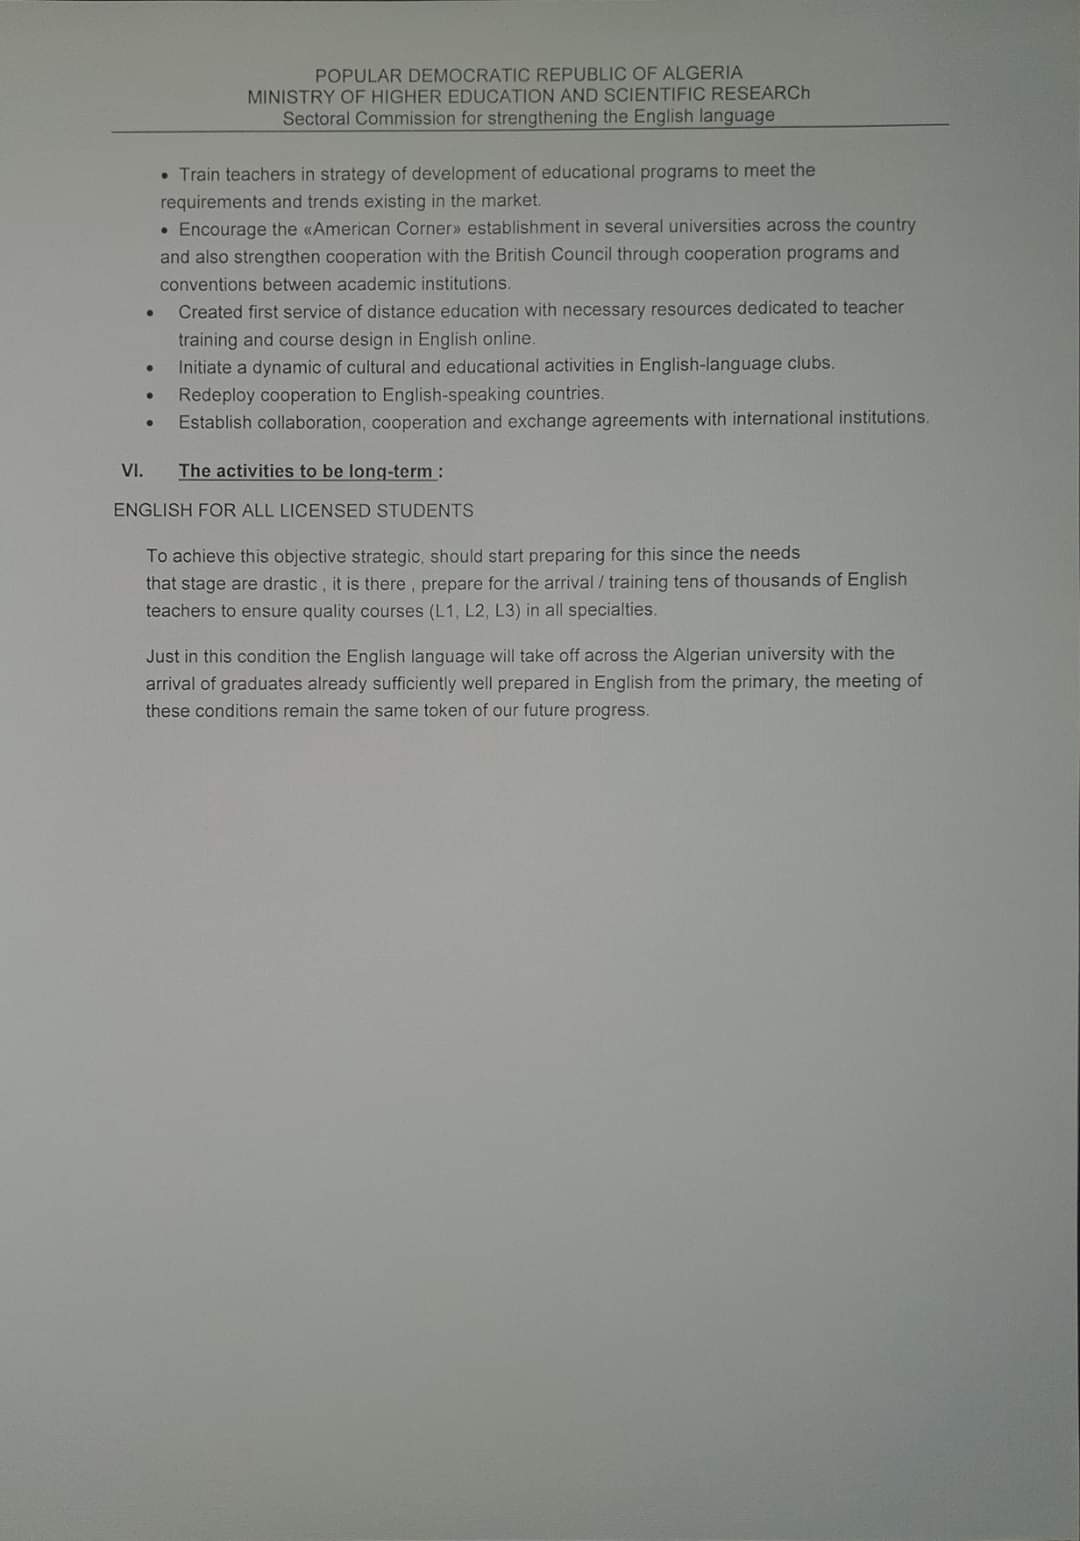 POPULAR DEMOCRATIC REPUBLIC OF ALGERIA
MINISTRY OF HIGHER EDUCATION AND SCIENTIFIC RESEARCh
Sectoral Commission for strengthening the English language
• Train teachers in strategy of development of educational programs to meet the
requirements and trends existing in the market.
• Encourage the «American Corner» establishment in several universities across the country
and also strengthen cooperation with the British Council through cooperation programs and
conventions between academic institutions.
• Created first service of distance education with necessary resources dedicated to teacher
training and course design in English online.
• Initiate a dynamic of cultural and educational activities in English-language clubs.
• Redeploy cooperation to English-speaking countries.
• Establish collaboration, cooperation and exchange agreements with international institutions.
VI. The activities to be long-term :
ENGLISH FOR ALL LICENSED STUDENTS
To achieve this objective strategic, should start preparing for this since the needs
that stage are drastic , it is there , prepare for the arrival / training tens of thousands of English
teachers to ensure quality courses (L1, L2, L3) in all specialties.
Just in this condition the English language will take off across the Algerian university with the
arrival of graduates already sufficiently well prepared in English from the primary, the meeting of
these conditions remain the same token of our future progress.